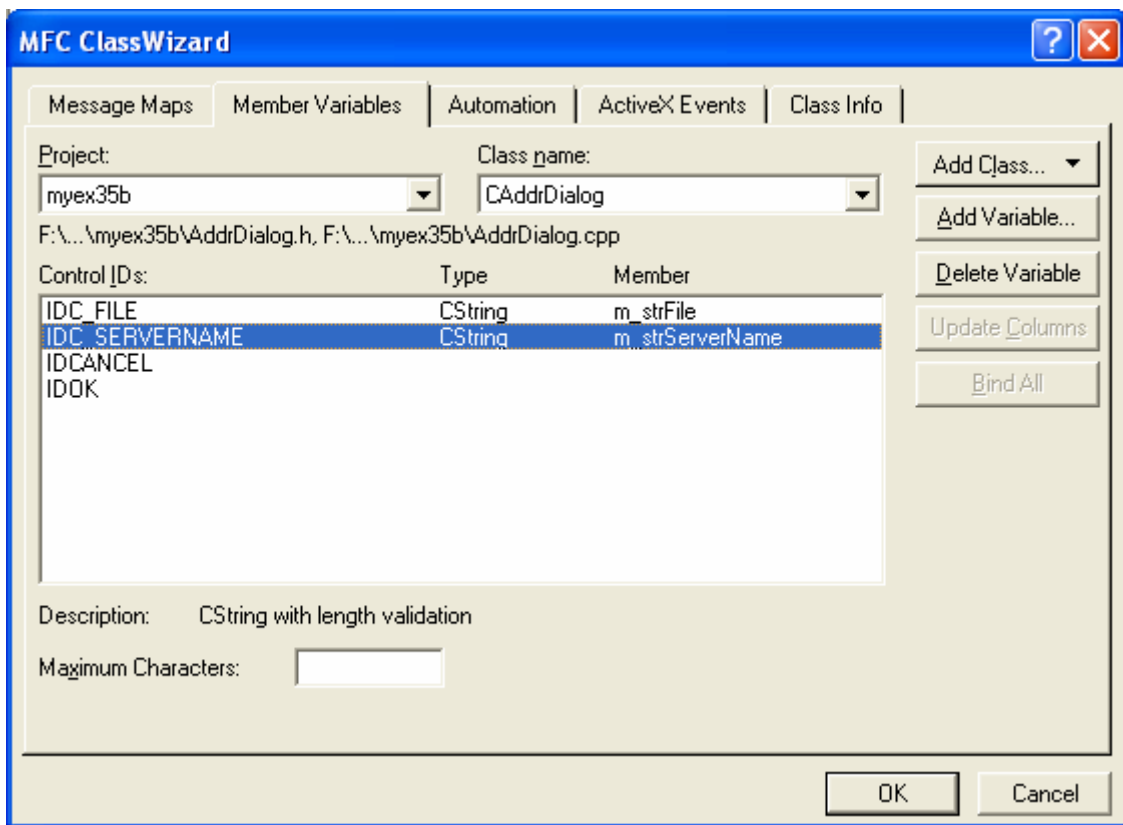 MFC ClassWizard
Message Maps Member Variables Automation ActiveX Events Class Info
Project: Class name:
Add Class...
myex35b CAddrDialog
Add Variable...
F:\...\myex35b\AddrDialog.h, F:\...\myex35b\AddrDialog.cpp
Control IDs: Type Member
Delete Variable
IDC_FILE CString m_strFile
IDC_SERVERNAME CString m_strServerName
Update Columns
IDCANCEL
IDOK
Bind All
Description: CString with length validation
Maximum Characters:
OK Cancel